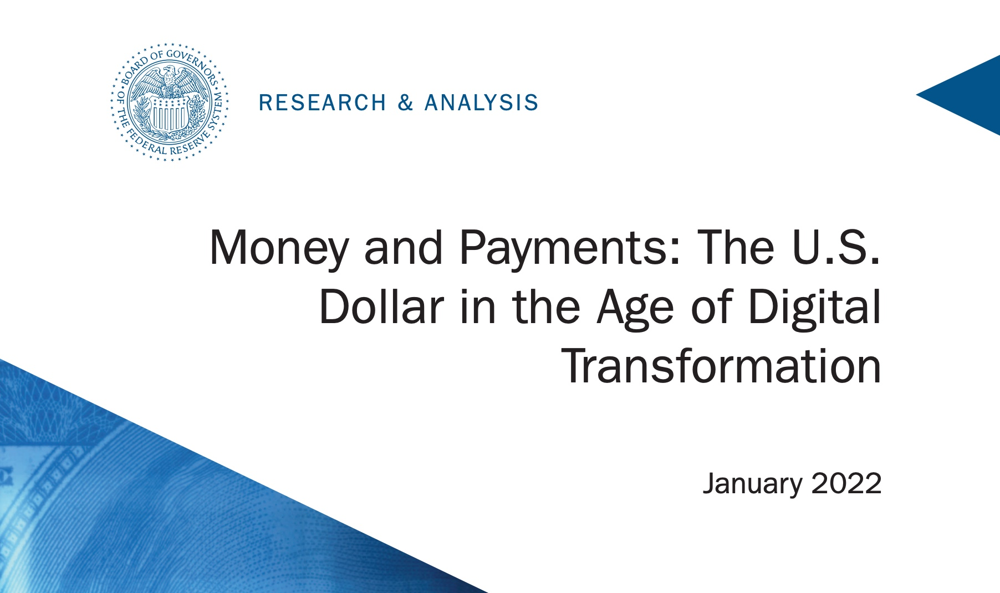 BOARD OF GOVERNORS
OF THE FEDERAL RESERVE SYSTEM
RESEARCH & ANALYSIS
Money and Payments: The U.S.
Dollar in the Age of Digital
Transformation
January 2022